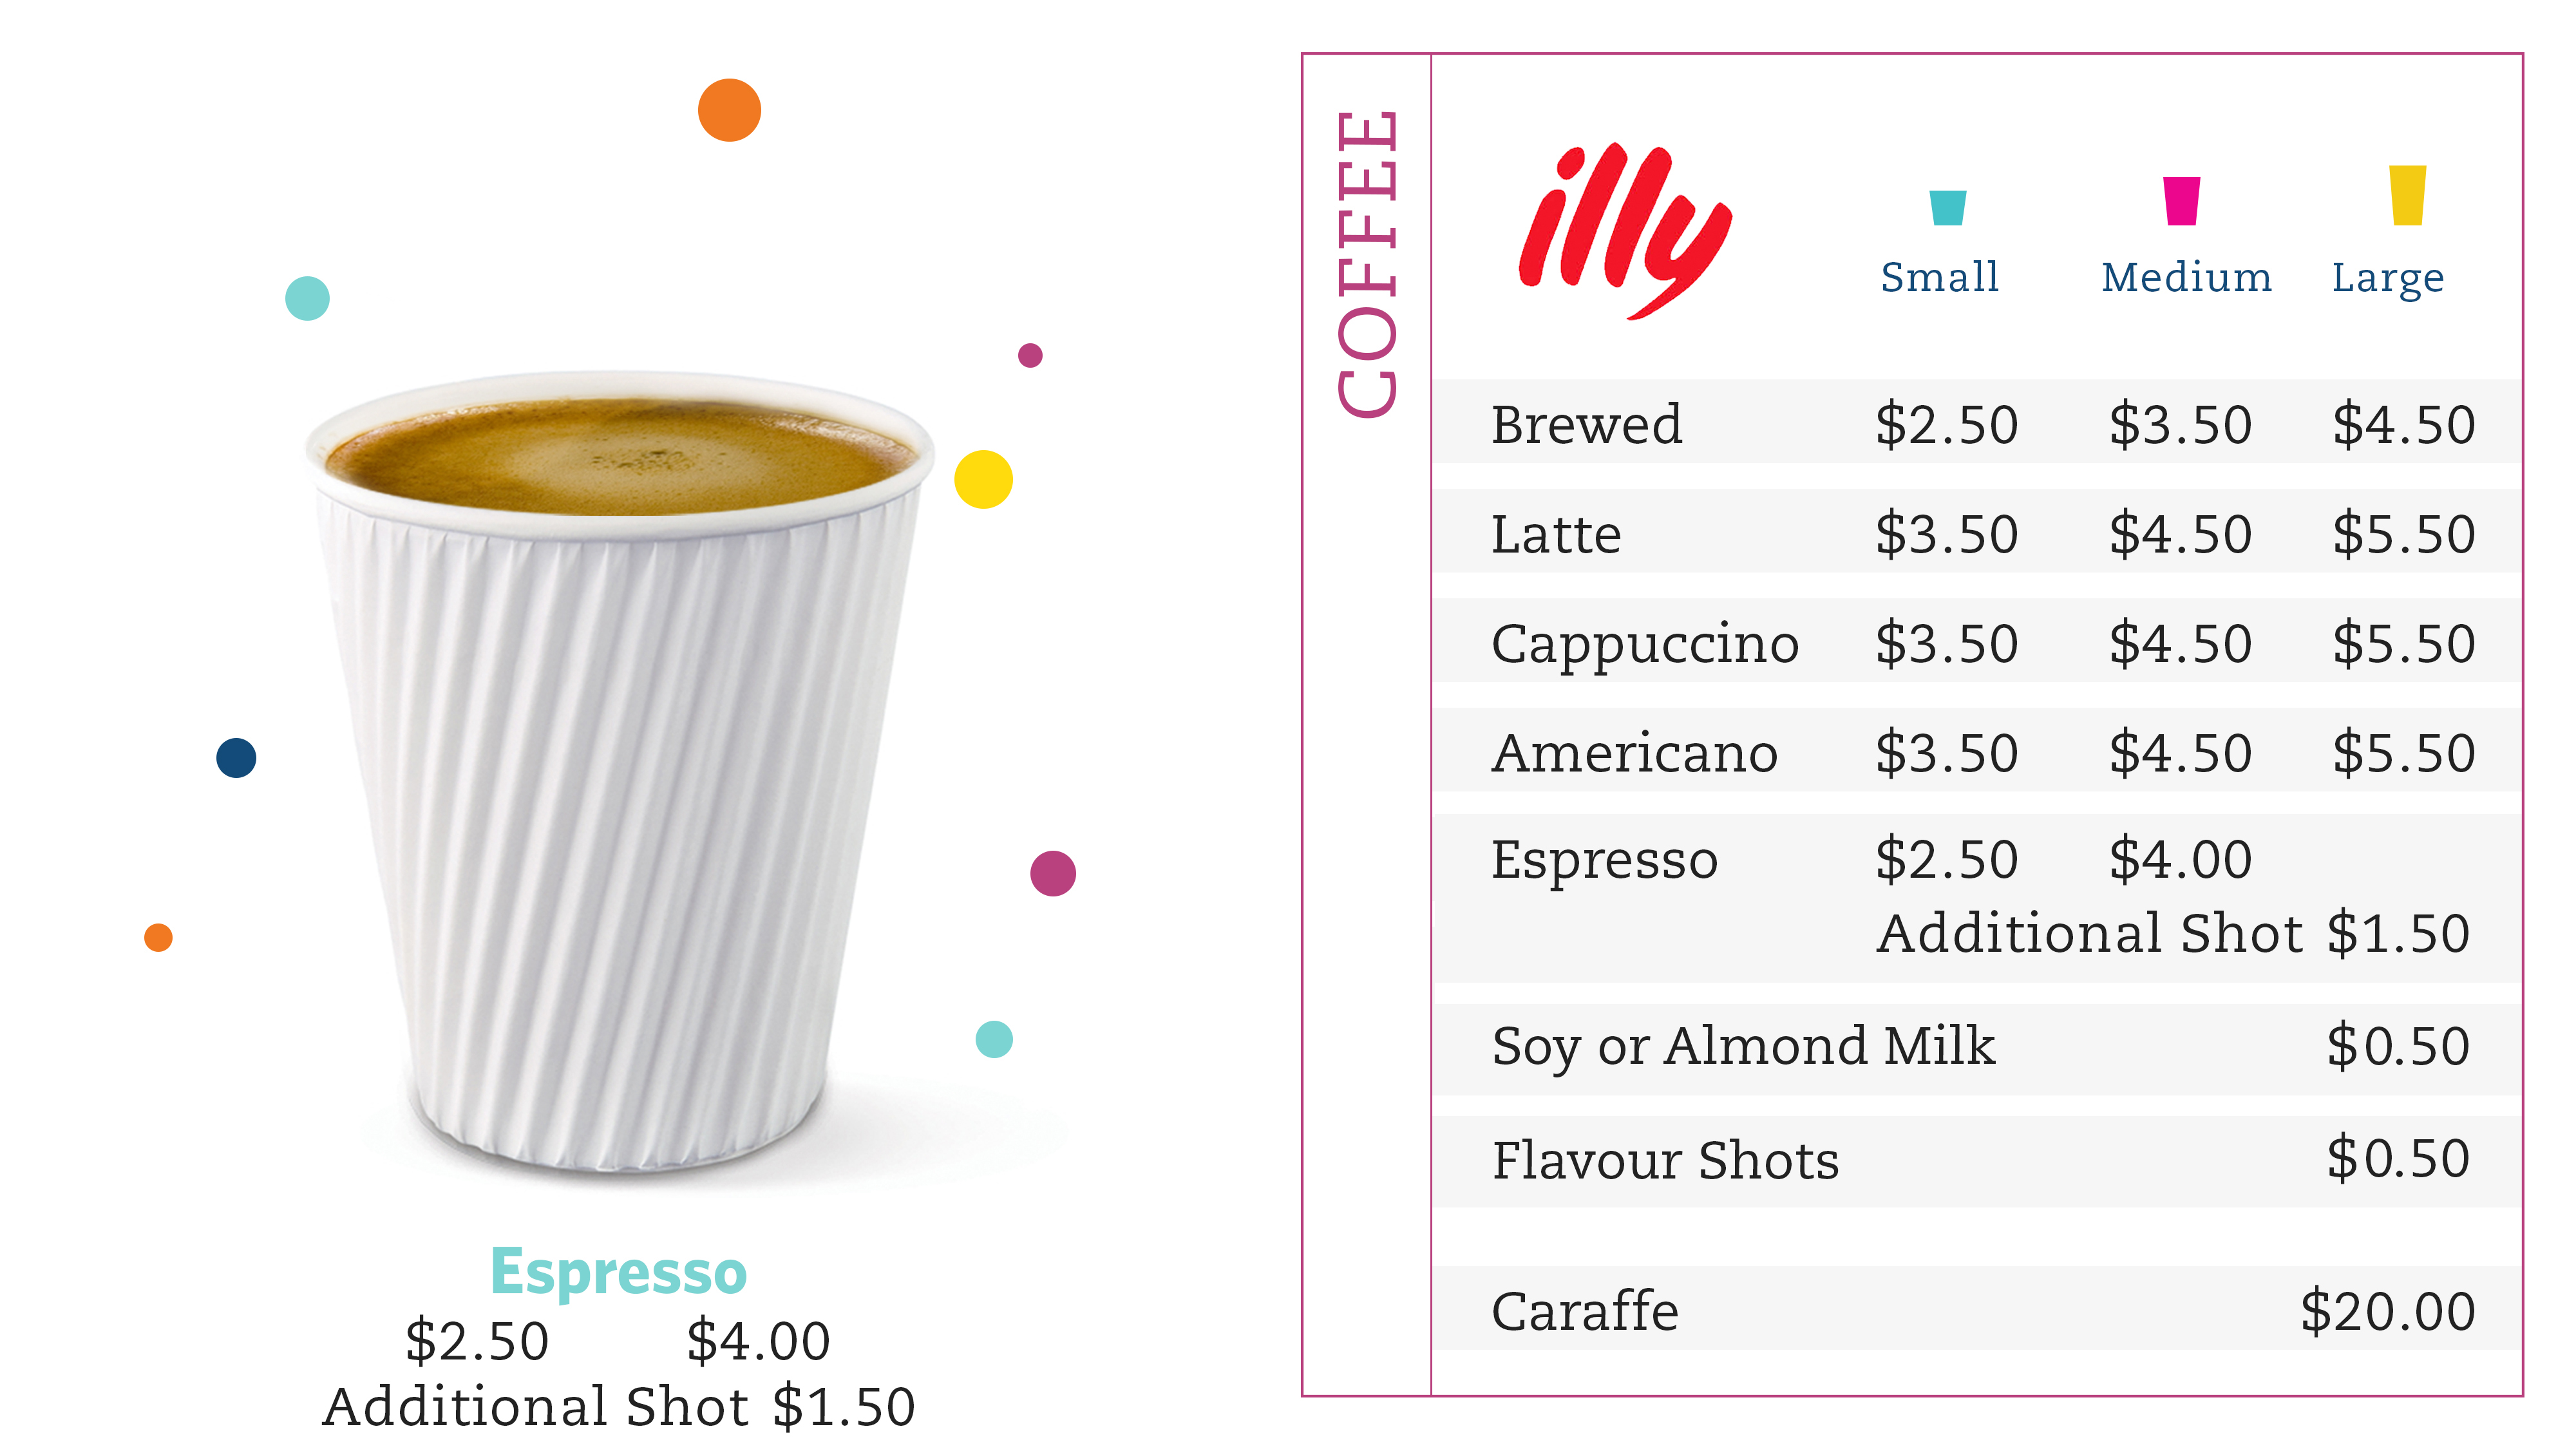 Espresso
$2.50 $4.00
Additional Shot $1.50
COFFEE
illy
Small Medium Large
Brewed $2.50 $3.50 $4.50
Latte $3.50 $4.50 $5.50
Cappuccino $3.50 $4.50 $5.50
Americano $3.50 $4.50 $5.50
Espresso $2.50 $4.00
Additional Shot $1.50
Soy or Almond Milk $0.50
Flavour Shots $0.50
Caraffe $20.00